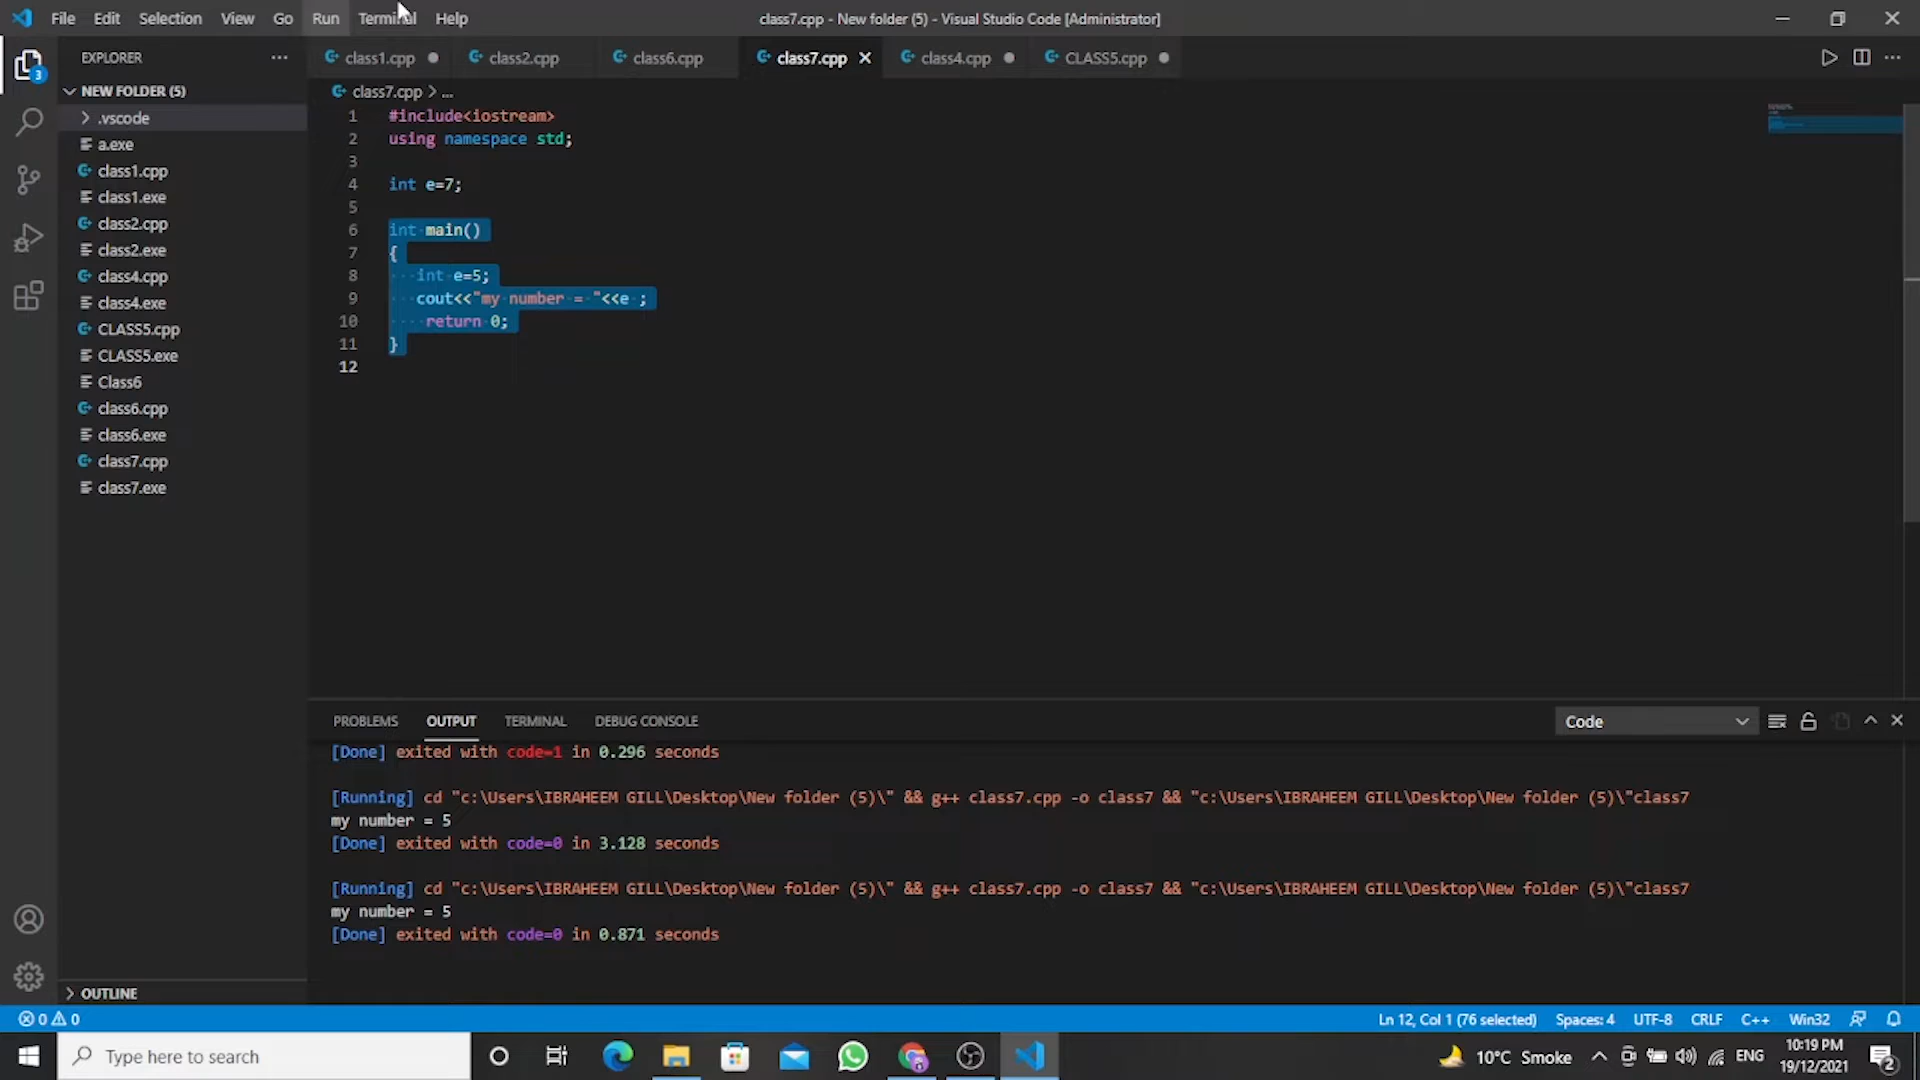 File Edit Selection View Go Run Terminal Help
class7.cpp - New folder (5) - Visual Studio Code [Administrator]
EXPLORER
class1.cpp
class2.cpp
class6.cpp
class7.cpp
class4.cpp
CLASS5.cpp
3
NEW FOLDER (5)
.vscode
a.exe
class1.cpp
class1.exe
class2.cpp
class2.exe
class4.cpp
class4.exe
CLASS5.cpp
CLASS5.exe
Class6
class6.cpp
class6.exe
class7.cpp
class7.exe
OUTLINE
class7.cpp > ...
1 #include<iostream>
2 using namespace std;
3
4 int e=7;
5
6 int main()
7 {
8 int e=5;
9 cout<<"my number = "<<e ;
10 return 0;
11 }
12
PROBLEMS OUTPUT TERMINAL DEBUG CONSOLE
Code
[Done] exited with code=1 in 0.296 seconds
[Running] cd "c:\Users\IBRAHEEM GILL\Desktop\New folder (5)\" && g++ class7.cpp -o class7 && "c:\Users\IBRAHEEM GILL\Desktop\New folder (5)\"class7
my number = 5
[Done] exited with code=0 in 3.128 seconds
[Running] cd "c:\Users\IBRAHEEM GILL\Desktop\New folder (5)\" && g++ class7.cpp -o class7 && "c:\Users\IBRAHEEM GILL\Desktop\New folder (5)\"class7
my number = 5
[Done] exited with code=0 in 0.871 seconds
0 0
Ln 12, Col 1 (76 selected) Spaces: 4 UTF-8 CRLF C++ Win32
Type here to search
10°C Smoke
ENG
10:19 PM
19/12/2021
2